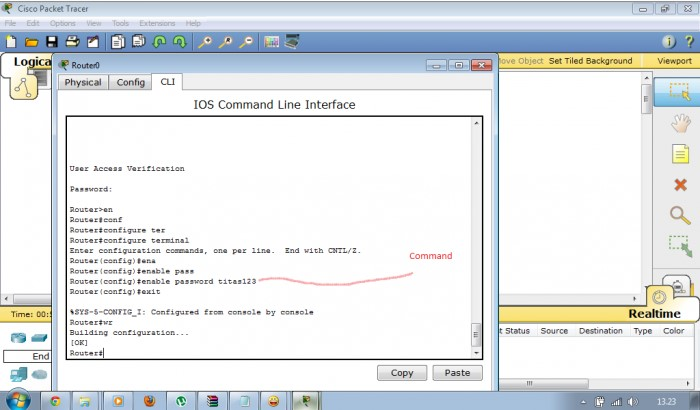 Cisco Packet Tracer
File Edit Options View Tools Extensions Help
Logica
Move Object Set Tiled Background Viewport
Router0
Physical Config CLI
IOS Command Line Interface
User Access Verification
Password:
Router>en
Router#conf
Router#configure ter
Router#configure terminal
Enter configuration commands, one per line. End with CNTL/Z.
Router(config)#ena
Router(config)#enable pass
Router(config)#enable password titas123
Command
Router(config)#exit
%SYS-5-CONFIG_I: Configured from console by console
Router#wr
Building configuration...
[OK]
Router#
Copy Paste
Time: 00:5
Realtime
End
t Status Source Destination Type Color
13.23